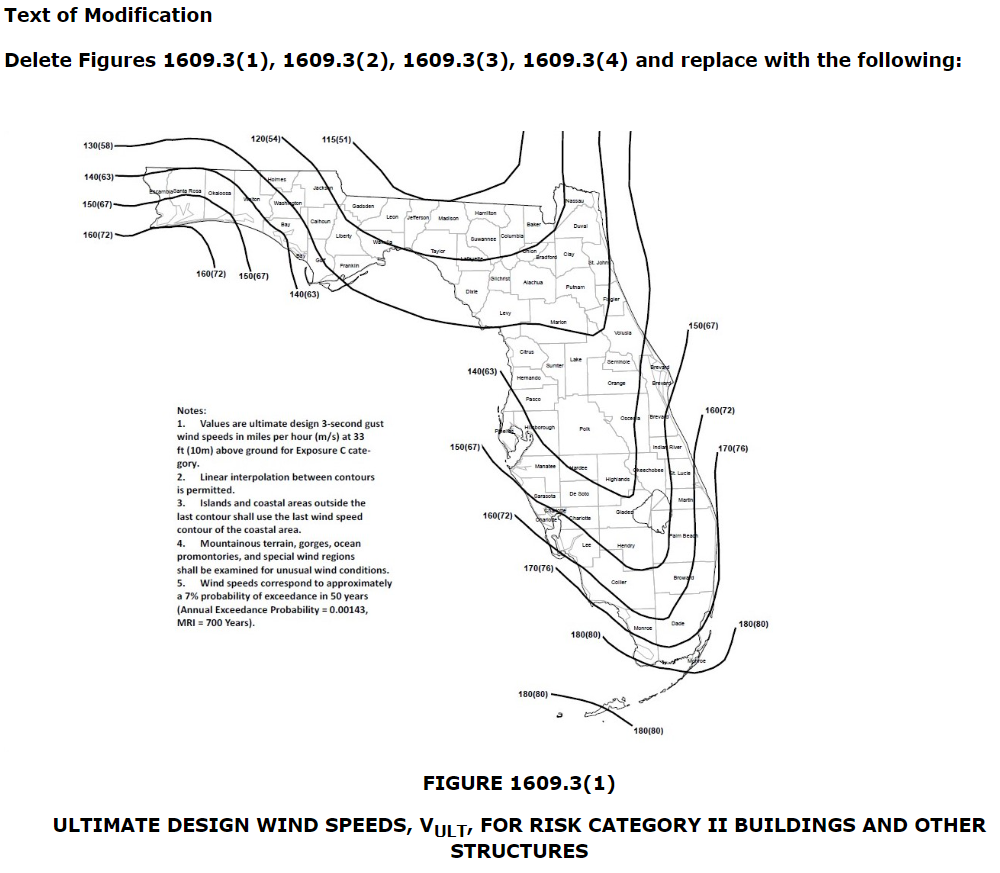 Text of Modification
Delete Figures 1609.3(1), 1609.3(2), 1609.3(3), 1609.3(4) and replace with the following:
130(58)
120(54)
115(51)
140(63)
150(67)
160(72)
160(72)
150(67)
140(63)
Escambia
Santa Rosa
Okaloosa
Walton
Holmes
Washington
Jackson
Bay
Calhoun
Bay
Gulf
Liberty
Franklin
Gadsden
Leon
Wakulla
Jefferson
Madison
Taylor
Hamilton
Suwannee
Columbia
Lafayette
Baker
Nassau
Duval
Union
Bradford
Clay
St. Johns
Gilchrist
Alachua
Putnam
Dixie
Levy
Marion
Flagler
Volusia
150(67)
Citrus
Sumter
Lake
Seminole
Brevard
140(63)
Hernando
Orange
Brevard
Pasco
160(72)
Osceola
Brevard
Pinellas
Hillsborough
Polk
150(67)
Indian River
170(76)
Manatee
Hardee
Highlands
Okeechobee
St. Lucie
Sarasota
De Soto
Martin
160(72)
Charlotte
Charlotte
Charlotte
Glades
Palm Beach
Lee
Hendry
170(76)
Collier
Broward
Monroe
Dade
180(80)
180(80)
Monroe
180(80)
180(80)
Notes:
1. Values are ultimate design 3-second gust
wind speeds in miles per hour (m/s) at 33
ft (10m) above ground for Exposure C cate-
gory.
2. Linear interpolation between contours
is permitted.
3. Islands and coastal areas outside the
last contour shall use the last wind speed
contour of the coastal area.
4. Mountainous terrain, gorges, ocean
promontories, and special wind regions
shall be examined for unusual wind conditions.
5. Wind speeds correspond to approximately
a 7% probability of exceedance in 50 years
(Annual Exceedance Probability = 0.00143,
MRI = 700 Years).
FIGURE 1609.3(1)
ULTIMATE DESIGN WIND SPEEDS, VULT, FOR RISK CATEGORY II BUILDINGS AND OTHER
STRUCTURES